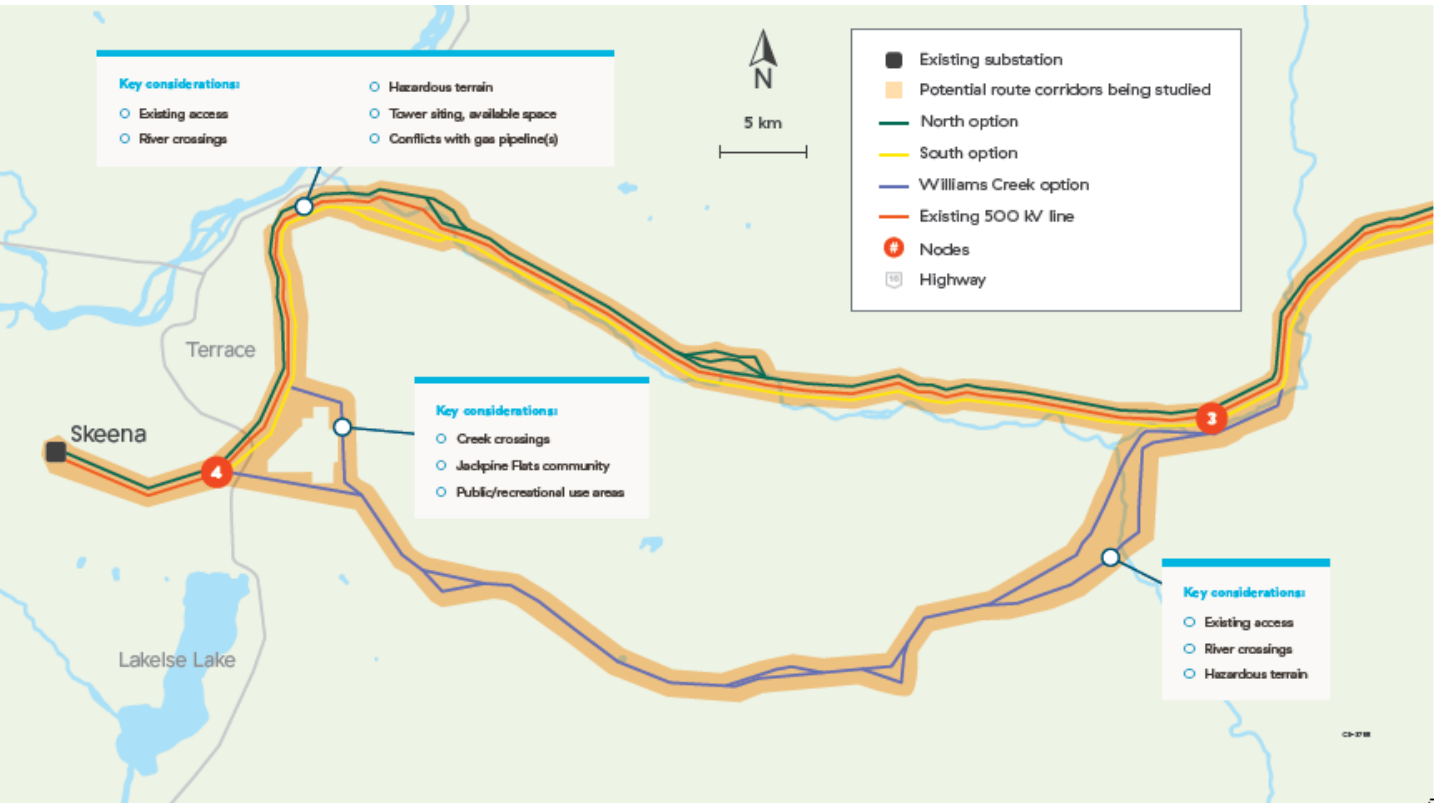 Key considerations:
Existing access
River crossings
Hazardous terrain
Tower siting, available space
Conflicts with gas pipeline(s)
N
5 km
Existing substation
Potential route corridors being studied
North option
South option
Williams Creek option
Existing 500 kV line
# Nodes
16 Highway
Terrace
Skeena
4
3
Key considerations:
Creek crossings
Jackpine Flats community
Public/recreational use areas
Lakelse Lake
Key considerations:
Existing access
River crossings
Hazardous terrain